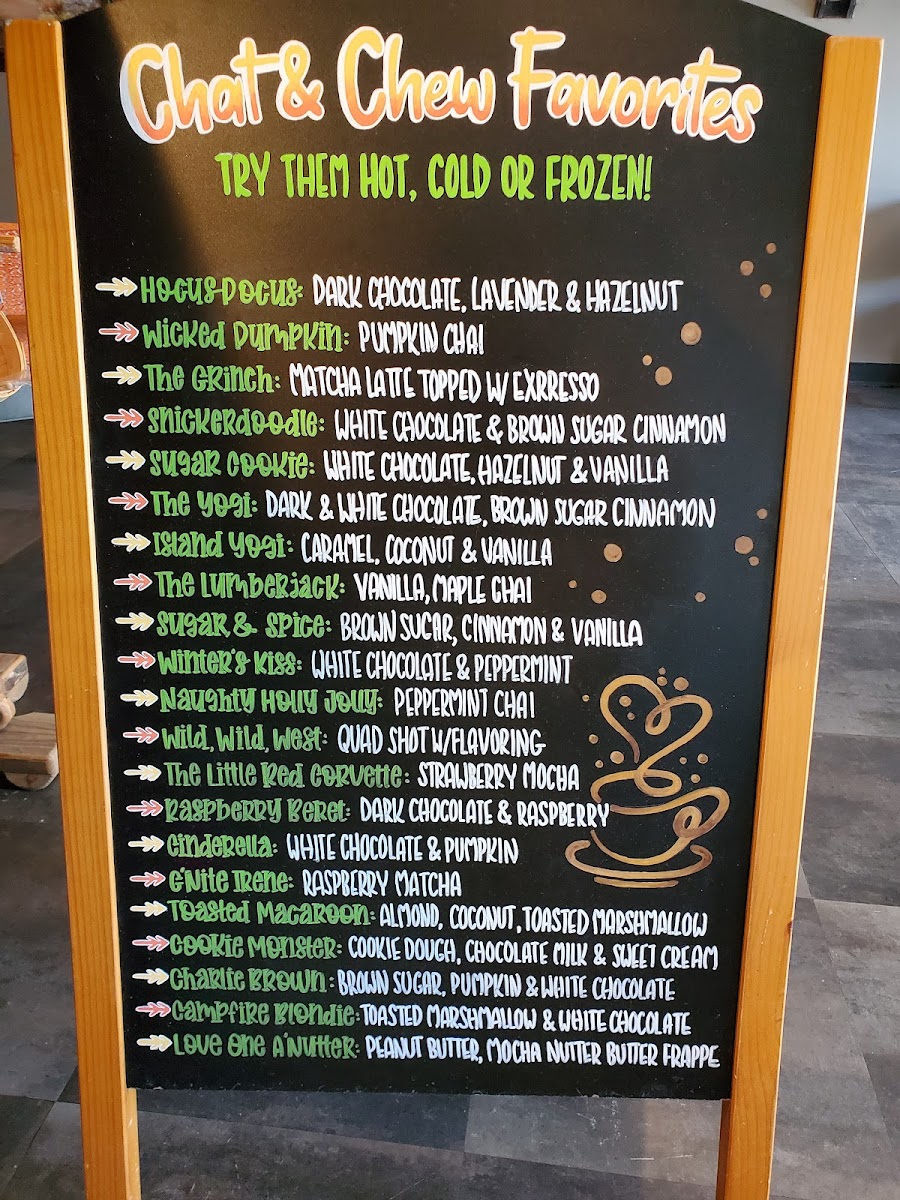 Chat & Chew Favorites
TRY THEM HOT, COLD OR FROZEN!
HOCUS-POCUS: DARK CHOCOLATE, LAVENDER & HAZELNUT
WICKED PUMPKIN: PUMPKIN CHAI
THE GRINCH: MATCHA LATTE TOPPED W/ EXRRESSO
SNICKERDOODLE: WHITE CHOCOLATE & BROWN SUGAR CINNAMON
SUGAR COOKIE: WHITE CHOCOLATE, HAZELNUT & VANILLA
THE YOGI: DARK & WHITE CHOCOLATE, BROWN SUGAR CINNAMON
ISLAND YOGI: CARAMEL, COCONUT & VANILLA
THE LUMBERJACK: VANILLA, MAPLE CHAI
SUGAR & SPICE: BROWN SUGAR, CINNAMON & VANILLA
WINTER'S KISS: WHITE CHOCOLATE & PEPPERMINT
NAUGHTY HOLLY JOLLY: PEPPERMINT CHAI
WILD, WILD, WEST: QUAD SHOT W/FLAVORING
THE LITTLE RED CORVETTE: STRAWBERRY MOCHA
RASPBERRY BERET: DARK CHOCOLATE & RASPBERRY
CINDERELLA: WHITE CHOCOLATE & PUMPKIN
G'NITE IRENE: RASPBERRY MATCHA
TOASTED MACAROON: ALMOND, COCONUT, TOASTED MARSHMALLOW
COOKIE MONSTER: COOKIE DOUGH, CHOCOLATE MILK & SWEET CREAM
CHARLIE BROWN: BROWN SUGAR, PUMPKIN & WHITE CHOCOLATE
CAMPFIRE BLONDIE: TOASTED MARSHMALLOW & WHITE CHOCOLATE
LOVE ONE A'NUTTER: PEANUT BUTTER, MOCHA NUTTER BUTTER FRAPPE